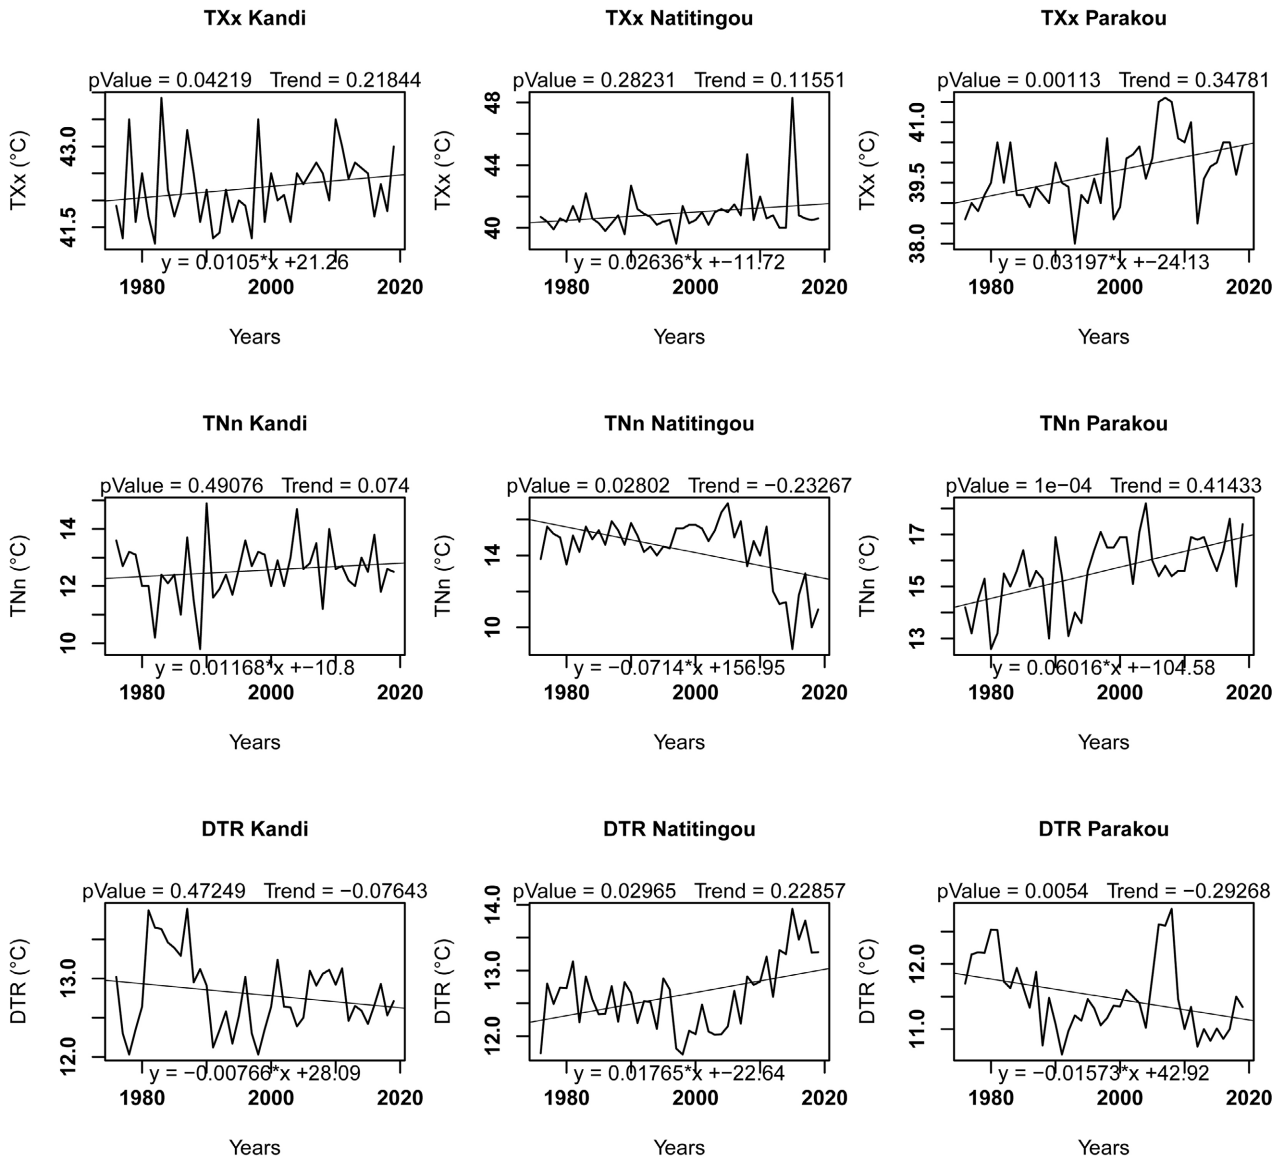 TXx Kandi
pValue = 0.04219 Trend = 0.21844
TXx (°C)
43.0
41.5
y = 0.0105*x +21.26
1980 2000 2020
Years
TXx Natitingou
pValue = 0.28231 Trend = 0.11551
TXx (°C)
48
44
40
y = 0.02636*x +−11.72
1980 2000 2020
Years
TXx Parakou
pValue = 0.00113 Trend = 0.34781
TXx (°C)
41.0
39.5
38.0
y = 0.03197*x +−24.13
1980 2000 2020
Years
TNn Kandi
pValue = 0.49076 Trend = 0.074
TNn (°C)
14
12
10
y = 0.01168*x +−10.8
1980 2000 2020
Years
TNn Natitingou
pValue = 0.02802 Trend = −0.23267
TNn (°C)
14
10
y = −0.0714*x +156.95
1980 2000 2020
Years
TNn Parakou
pValue = 1e−04 Trend = 0.41433
TNn (°C)
17
15
13
y = 0.06016*x +−104.58
1980 2000 2020
Years
DTR Kandi
pValue = 0.47249 Trend = −0.07643
DTR (°C)
13.0
12.0
y = −0.00766*x +28.09
1980 2000 2020
Years
DTR Natitingou
pValue = 0.02965 Trend = 0.22857
DTR (°C)
14.0
13.0
12.0
y = 0.01765*x +−22.64
1980 2000 2020
Years
DTR Parakou
pValue = 0.0054 Trend = −0.29268
DTR (°C)
12.0
11.0
y = −0.01573*x +42.92
1980 2000 2020
Years